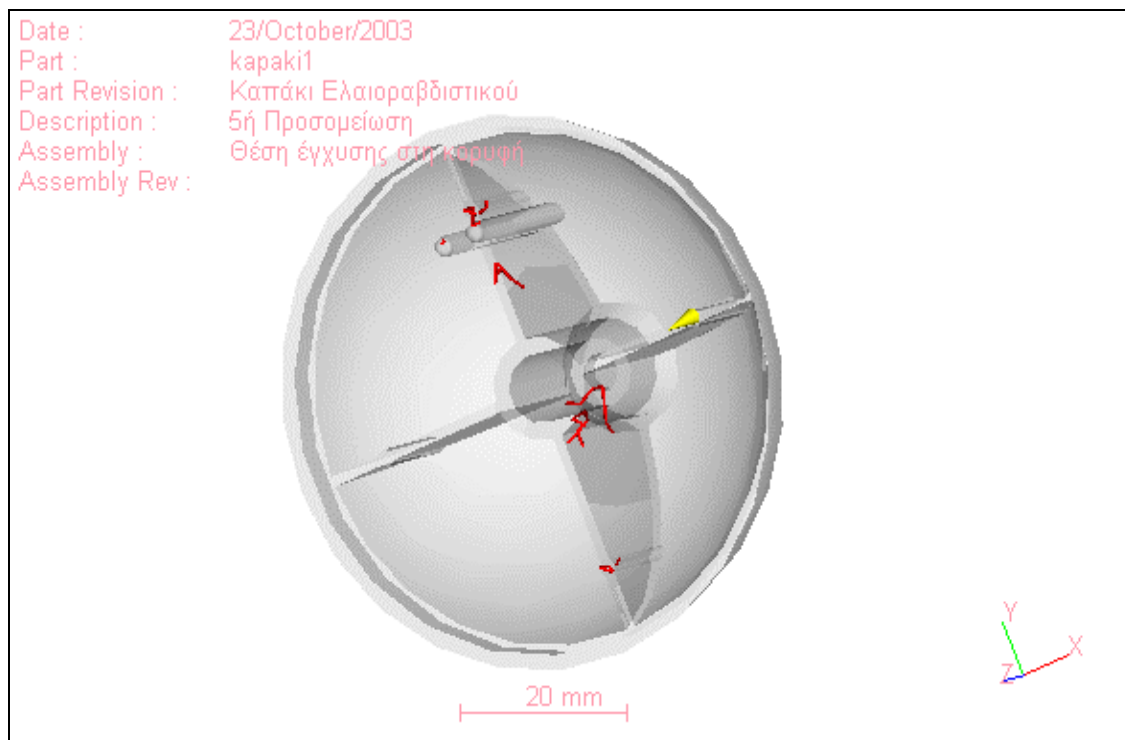 Date : 23/October/2003
Part : kapaki1
Part Revision : Καπάκι Ελαιοραβδιστικού
Description : 5ή Προσομείωση
Assembly : Θέση έγχυσης στη κορυφή
Assembly Rev :
Y
X
Z
20 mm